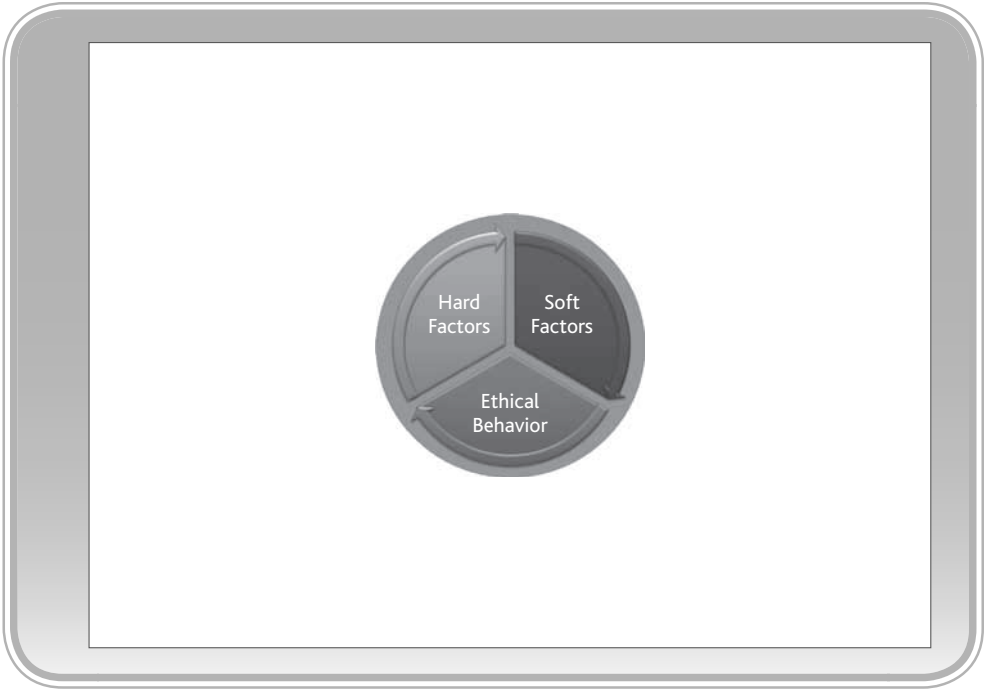 Hard
Factors
Soft
Factors
Ethical
Behavior